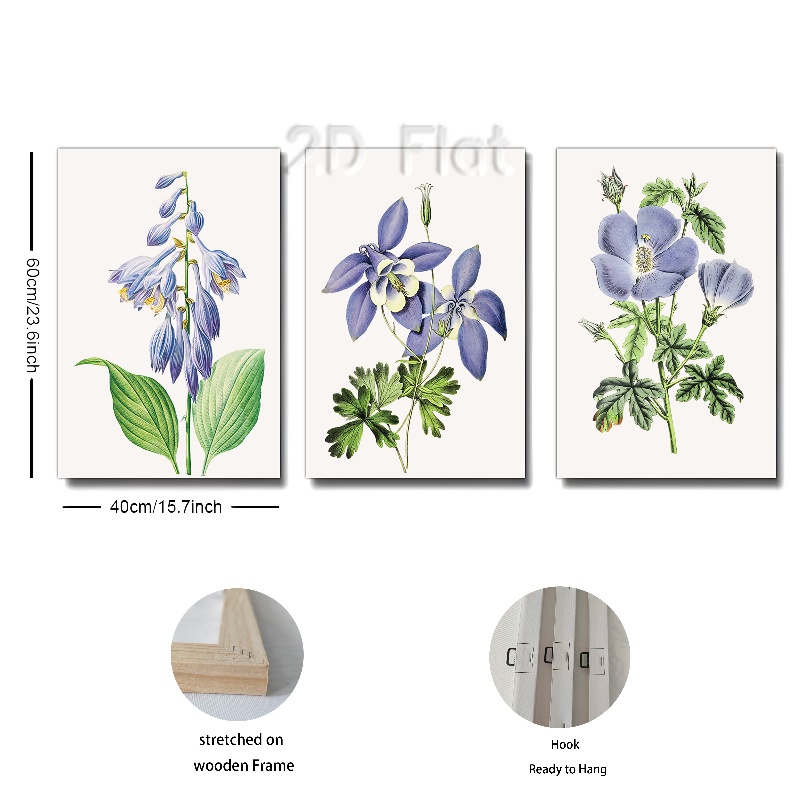 2D Flat
60cm/23.6inch
40cm/15.7inch
stretched on
wooden Frame
Hook
Ready to Hang